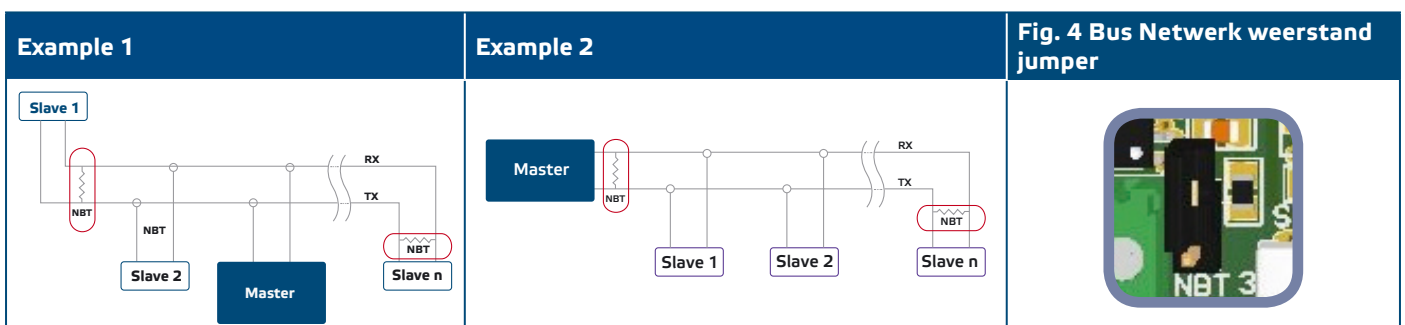 Example 1
Example 2
Fig. 4 Bus Netwerk weerstand
jumper
Slave 1
RX
TX
NBT
NBT
NBT
Slave 2
Master
Slave n
Master
RX
TX
NBT
NBT
Slave 1
Slave 2
Slave n
NBT 3
S